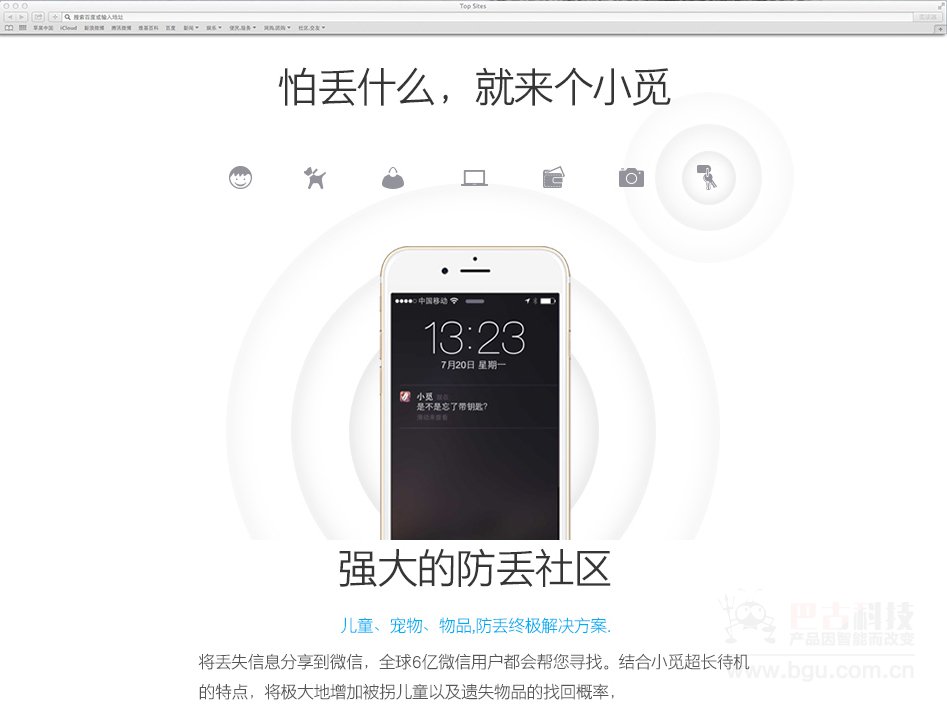 Top Sites
搜索百度或输入地址
阅读器
苹果中国 iCloud 新浪微博 腾讯微博 维基百科 百度 新闻 娱乐 便民服务 网购团购 社区交友
怕丢什么，就来个小觅
中国移动
13:23
7月20日 星期一
小觅 现在
是不是忘了带钥匙?
滑动来查看
强大的防丢社区
儿童、宠物、物品,防丢终极解决方案.
将丢失信息分享到微信，全球6亿微信用户都会帮您寻找。结合小觅超长待机
的特点，将极大地增加被拐儿童以及遗失物品的找回概率，
巴古科技
产品因智能而改变
www.bgu.com.cn